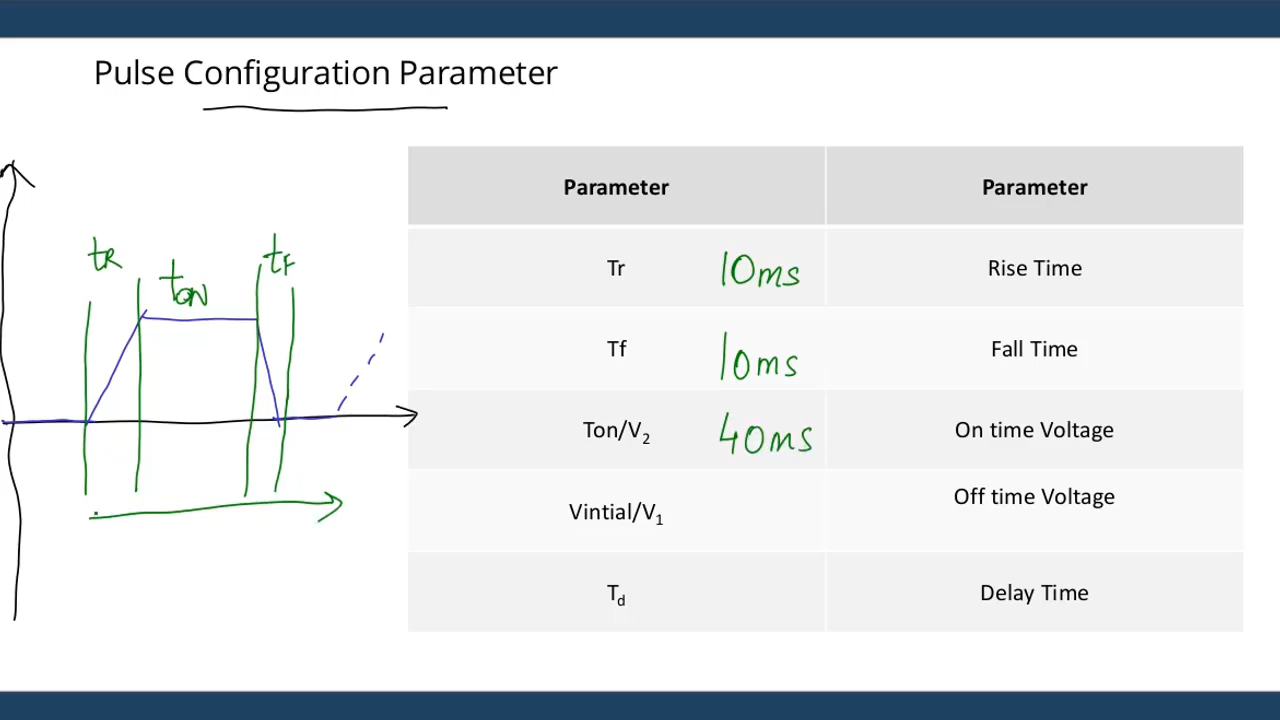 Pulse Configuration Parameter
tR
tON
tF
Parameter Parameter
Tr 10ms Rise Time
Tf 10ms Fall Time
Ton/V2 40ms On time Voltage
Vintial/V1 Off time Voltage
Td Delay Time